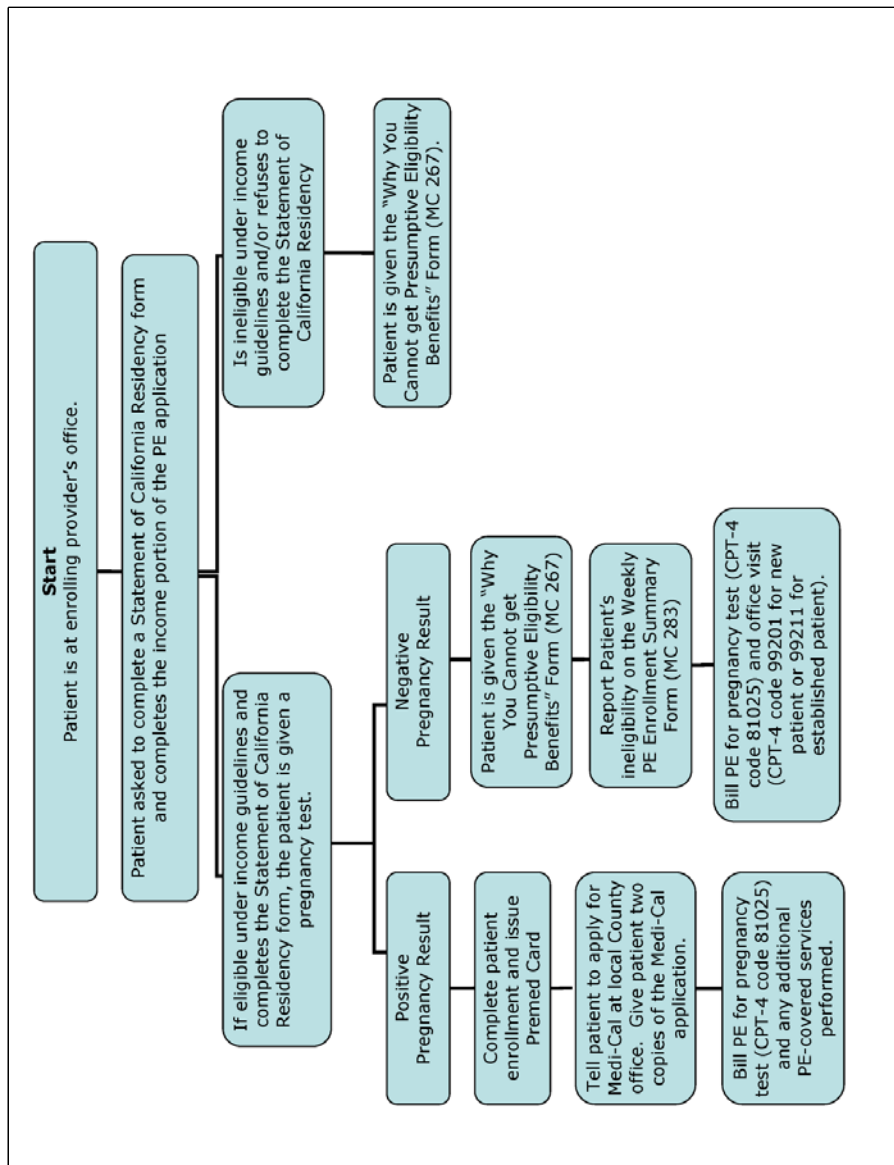 Start
Patient is at enrolling provider's office.
Patient asked to complete a Statement of California Residency form
and completes the income portion of the PE application
If eligible under income guidelines and
completes the Statement of California
Residency form, the patient is given a
pregnancy test.
Is ineligible under income
guidelines and/or refuses to
complete the Statement of
California Residency
Patient is given the “Why You
Cannot get Presumptive Eligibility
Benefits” Form (MC 267).
Positive
Pregnancy Result
Complete patient
enrollment and issue
Premed Card
Tell patient to apply for
Medi-Cal at local County
office. Give patient two
copies of the Medi-Cal
application.
Bill PE for pregnancy
test (CPT-4 code 81025)
and any additional
PE-covered services
performed.
Negative
Pregnancy Result
Patient is given the “Why
You Cannot get
Presumptive Eligibility
Benefits” Form (MC 267)
Report Patient's
ineligibility on the Weekly
PE Enrollment Summary
Form (MC 283)
Bill PE for pregnancy test (CPT-4
code 81025) and office visit
(CPT-4 code 99201 for new
patient or 99211 for
established patient).